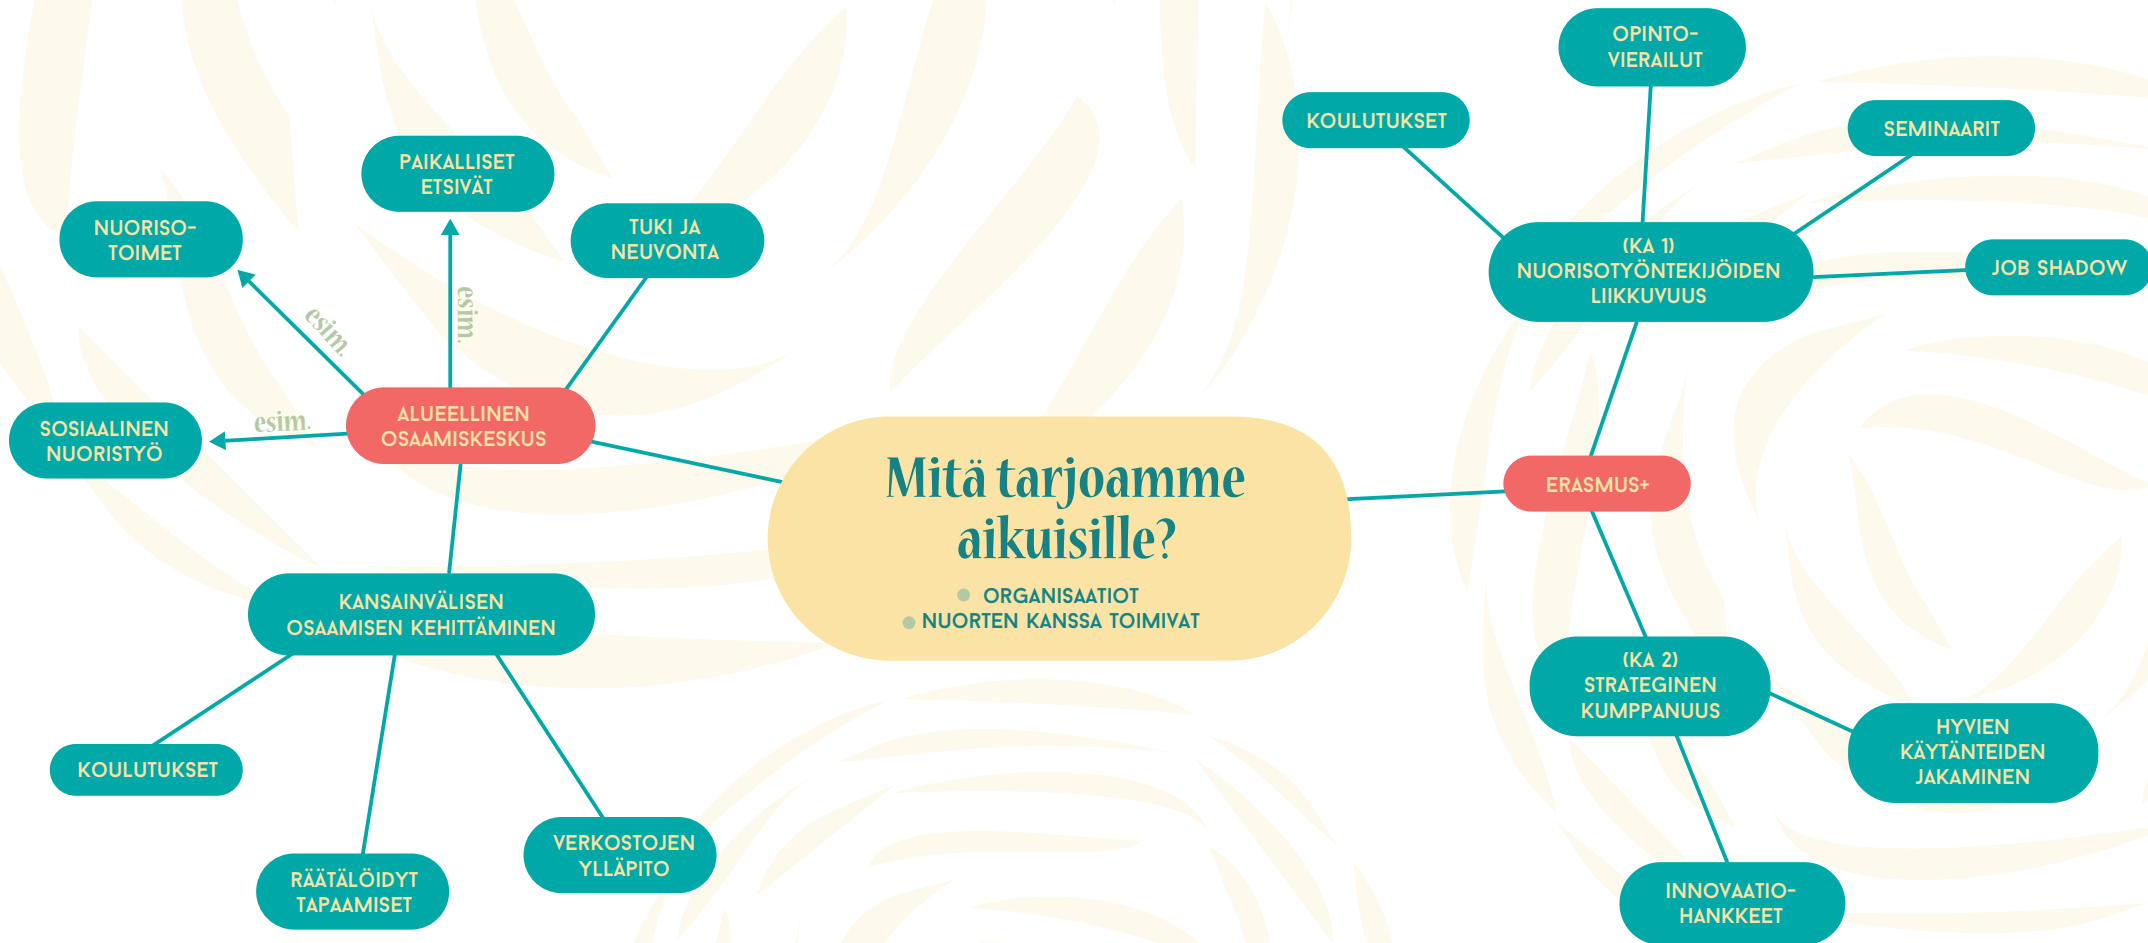 Mitä tarjoamme
aikuisille?
ORGANISAATIOT
NUORTEN KANSSA TOIMIVAT
ALUEELLINEN
OSAAMISKESKUS
esim.
SOSIAALINEN
NUORISTYÖ
esim.
NUORISO-
TOIMET
esim.
PAIKALLISET
ETSIVÄT
TUKI JA
NEUVONTA
KANSAINVÄLISEN
OSAAMISEN KEHITTÄMINEN
KOULUTUKSET
RÄÄTÄLÖIDYT
TAPAAMISET
VERKOSTOJEN
YLLÄPITO
ERASMUS+
(KA 1)
NUORISOTYÖNTEKIJÖIDEN
LIIKKUVUUS
KOULUTUKSET
OPINTO-
VIERAILUT
SEMINAARIT
JOB SHADOW
(KA 2)
STRATEGINEN
KUMPPANUUS
HYVIEN
KÄYTÄNTEIDEN
JAKAMINEN
INNOVAATIO-
HANKKEET